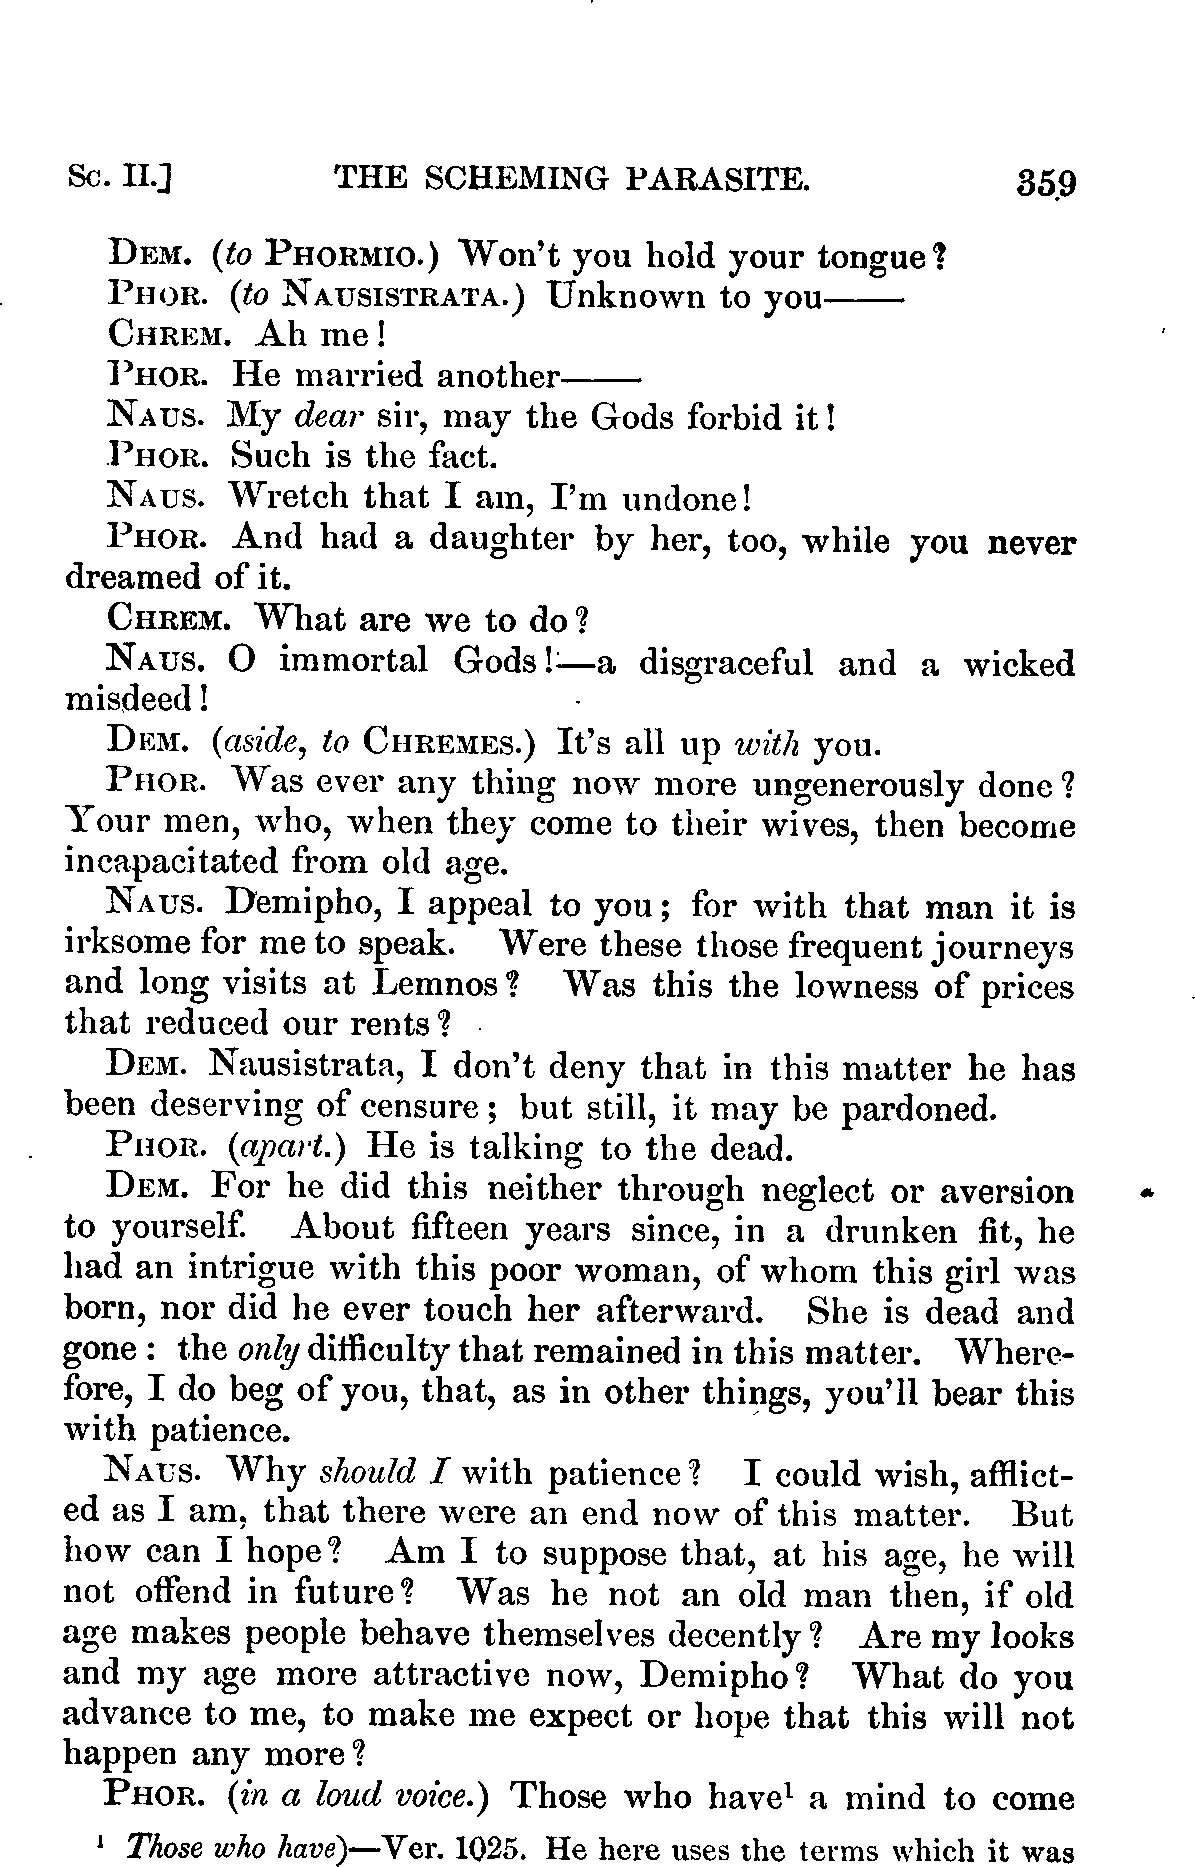 Sc. II.] THE SCHEMING PARASITE. 359
Dem. (to Phormio.) Won't you hold your tongue?
Phor. (to Nausistrata.) Unknown to you——
Chrem. Ah me!
Phor. He married another——
Naus. My dear sir, may the Gods forbid it!
Phor. Such is the fact.
Naus. Wretch that I am, I'm undone!
Phor. And had a daughter by her, too, while you never
dreamed of it.
Chrem. What are we to do?
Naus. O immortal Gods!—a disgraceful and a wicked
misdeed!
Dem. (aside, to Chremes.) It's all up with you.
Phor. Was ever any thing now more ungenerously done?
Your men, who, when they come to their wives, then become
incapacitated from old age.
Naus. Demipho, I appeal to you; for with that man it is
irksome for me to speak. Were these those frequent journeys
and long visits at Lemnos? Was this the lowness of prices
that reduced our rents?
Dem. Nausistrata, I don't deny that in this matter he has
been deserving of censure; but still, it may be pardoned.
Phor. (apart.) He is talking to the dead.
Dem. For he did this neither through neglect or aversion
to yourself. About fifteen years since, in a drunken fit, he
had an intrigue with this poor woman, of whom this girl was
born, nor did he ever touch her afterward. She is dead and
gone: the only difficulty that remained in this matter. Where-
fore, I do beg of you, that, as in other things, you'll bear this
with patience.
Naus. Why should I with patience? I could wish, afflict-
ed as I am, that there were an end now of this matter. But
how can I hope? Am I to suppose that, at his age, he will
not offend in future? Was he not an old man then, if old
age makes people behave themselves decently? Are my looks
and my age more attractive now, Demipho? What do you
advance to me, to make me expect or hope that this will not
happen any more?
Phor. (in a loud voice.) Those who have¹ a mind to come
¹ Those who have)—Ver. 1025. He here uses the terms which it was